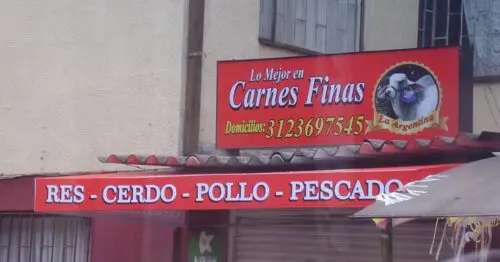 Lo Mejor en
Carnes Finas
Domicilios: 3123697545
La Argentina
RES - CERDO - POLLO - PESCADO